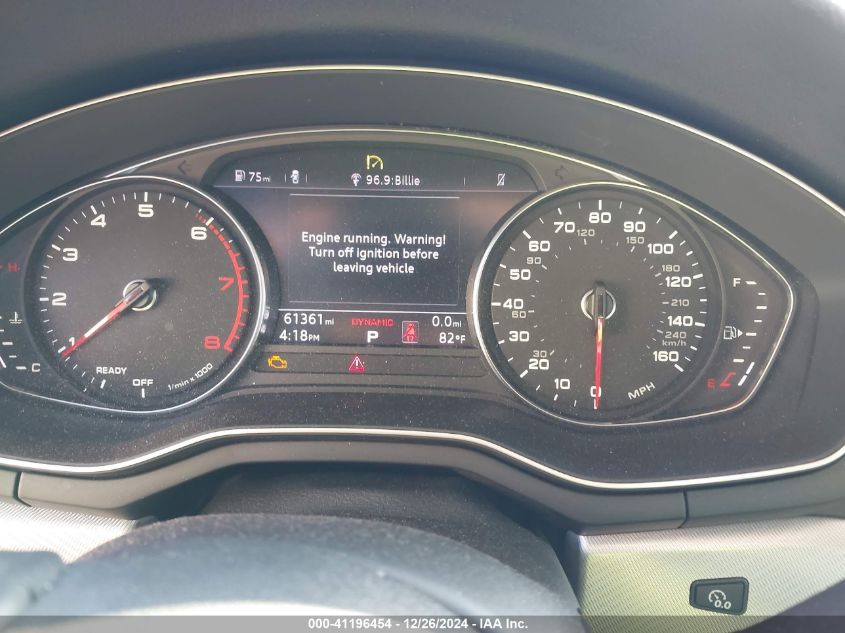 75mi
96.9:Billie
Engine running. Warning!
Turn off ignition before
leaving vehicle
61361mi
DYNAMIC
0.0mi
4:18PM
P
82°F
1
2
3
4
5
6
7
8
READY
OFF
1/min x 1000
H
C
0
10
20
30
40
50
60
70
80
90
100
120
140
160
30
60
90
120
150
180
210
240
km/h
MPH
F
E
0.0
000-41196454 - 12/26/2024 - IAA Inc.